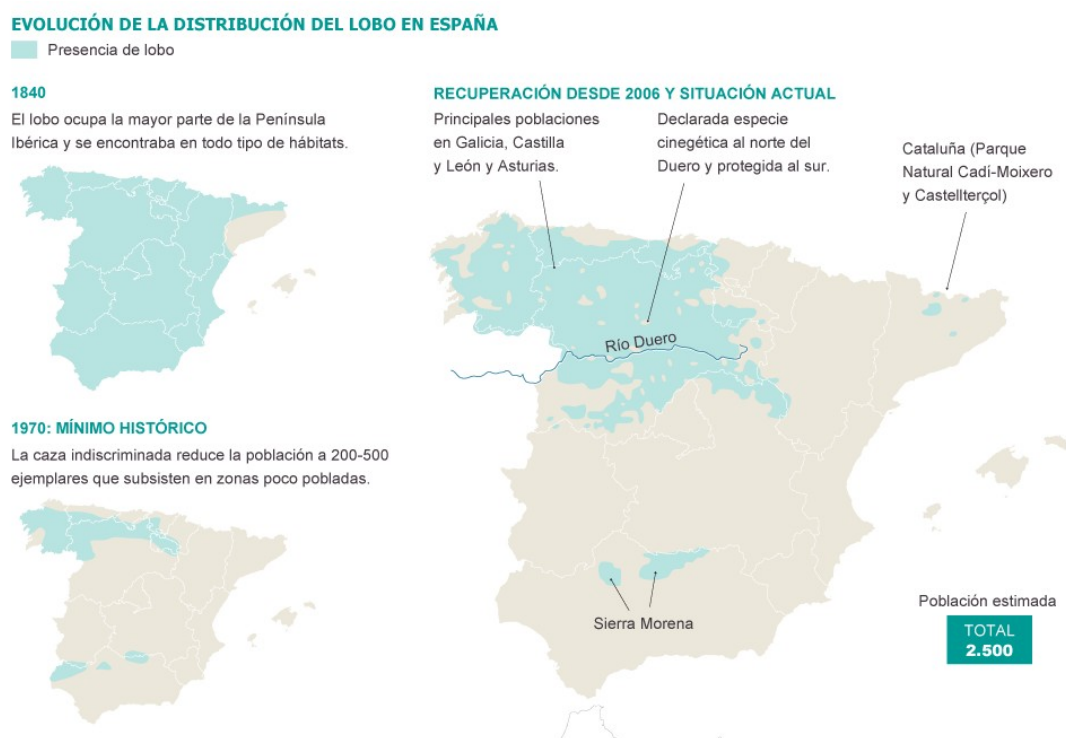 EVOLUCIÓN DE LA DISTRIBUCIÓN DEL LOBO EN ESPAÑA
Presencia de lobo
1840
El lobo ocupa la mayor parte de la Península
Ibérica y se encontraba en todo tipo de hábitats.
1970: MÍNIMO HISTÓRICO
La caza indiscriminada reduce la población a 200-500
ejemplares que subsisten en zonas poco pobladas.
RECUPERACIÓN DESDE 2006 Y SITUACIÓN ACTUAL
Principales poblaciones
en Galicia, Castilla
y León y Asturias.
Declarada especie
cinegética al norte del
Duero y protegida al sur.
Cataluña (Parque
Natural Cadí-Moixero
y Castellterçol)
Río Duero
Sierra Morena
Población estimada
TOTAL
2.500